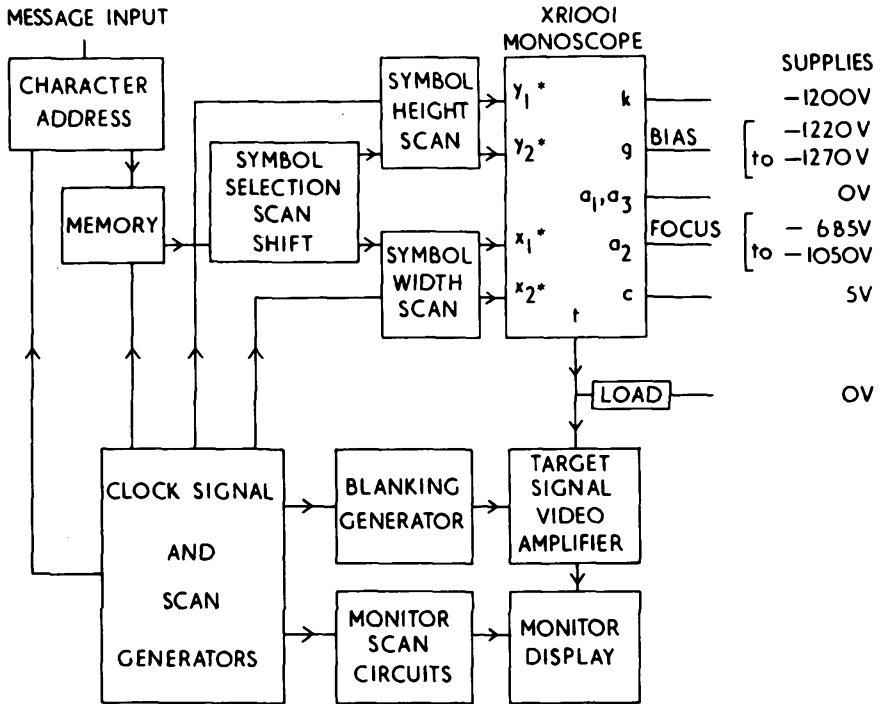 MESSAGE INPUT
CHARACTER
ADDRESS
MEMORY
SYMBOL
SELECTION
SCAN
SHIFT
SYMBOL
HEIGHT
SCAN
SYMBOL
WIDTH
SCAN
XR1001
MONOSCOPE
y₁*
y₂*
x₁*
x₂*
k
g
a₁,a₃
a₂
c
t
BIAS
FOCUS
SUPPLIES
-1200V
-1220V
to -1270V
0V
- 685V
to -1050V
5V
LOAD
0V
CLOCK SIGNAL
AND
SCAN
GENERATORS
BLANKING
GENERATOR
TARGET
SIGNAL
VIDEO
AMPLIFIER
MONITOR
SCAN
CIRCUITS
MONITOR
DISPLAY